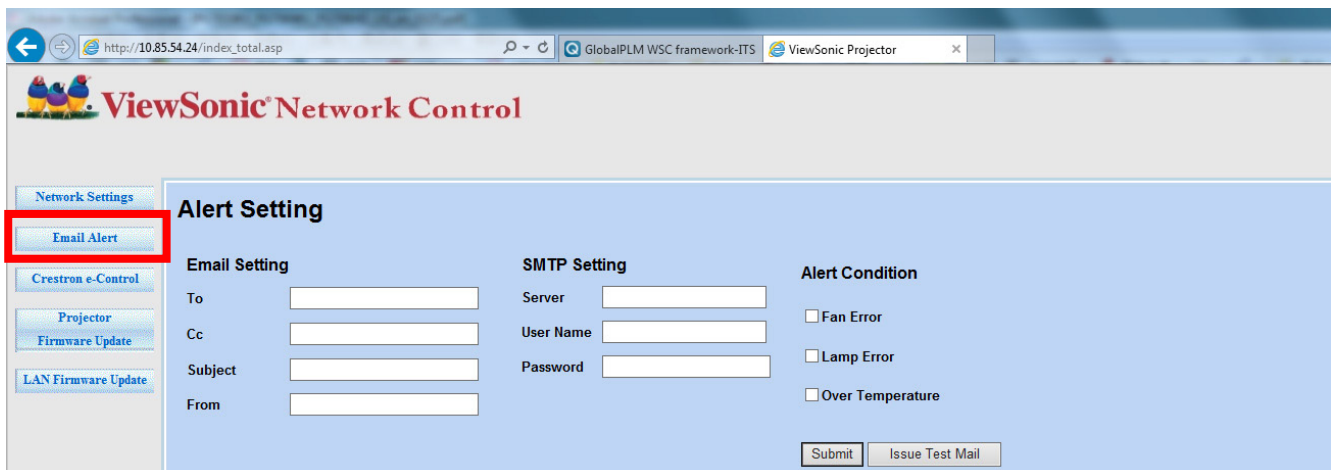 http://10.85.54.24/index_total.asp
GlobalPLM WSC framework-ITS
ViewSonic Projector
ViewSonic® Network Control
Network Settings
Email Alert
Crestron e-Control
Projector
Firmware Update
LAN Firmware Update
Alert Setting
Email Setting
To
Cc
Subject
From
SMTP Setting
Server
User Name
Password
Alert Condition
Fan Error
Lamp Error
Over Temperature
Submit
Issue Test Mail